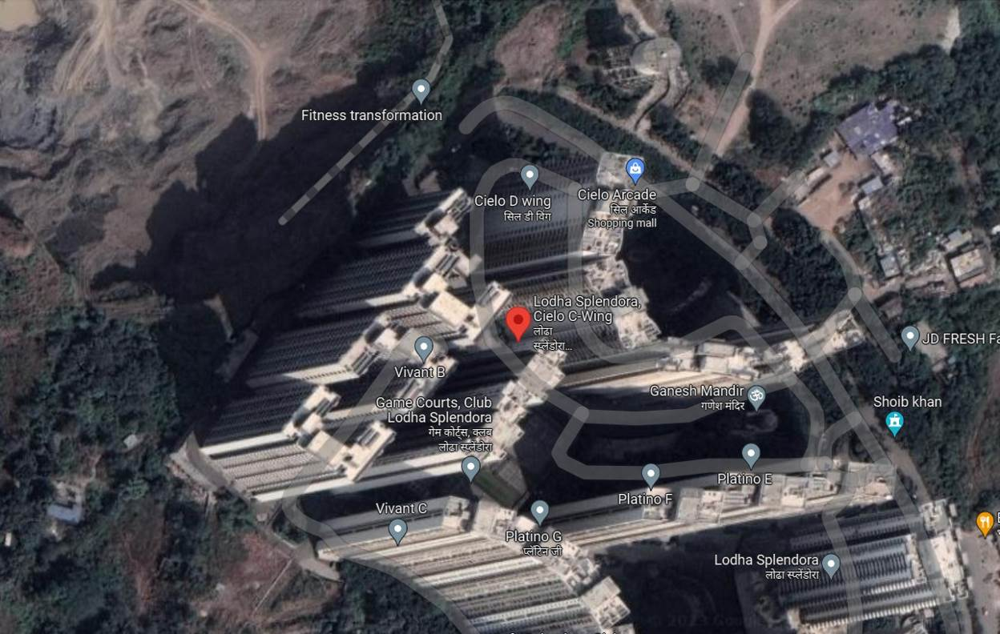 Fitness transformation
Cielo D wing
सिल डी विंग
Cielo Arcade
सिल आर्केड
Shopping mall
Lodha Splendora,
Cielo C-Wing
लोढा
स्प्लेंडोरा...
JD FRESH Fa
Vivant B
Ganesh Mandir
गणेश मंदिर
Game Courts, Club
Lodha Splendora
गेम कोर्ट्स, क्लब
लोढा स्प्लेंडोरा
Shoib khan
Platino E
Platino F
Vivant C
Platino G
प्लॅटिन जी
Lodha Splendora
लोढा स्प्लेंडोरा